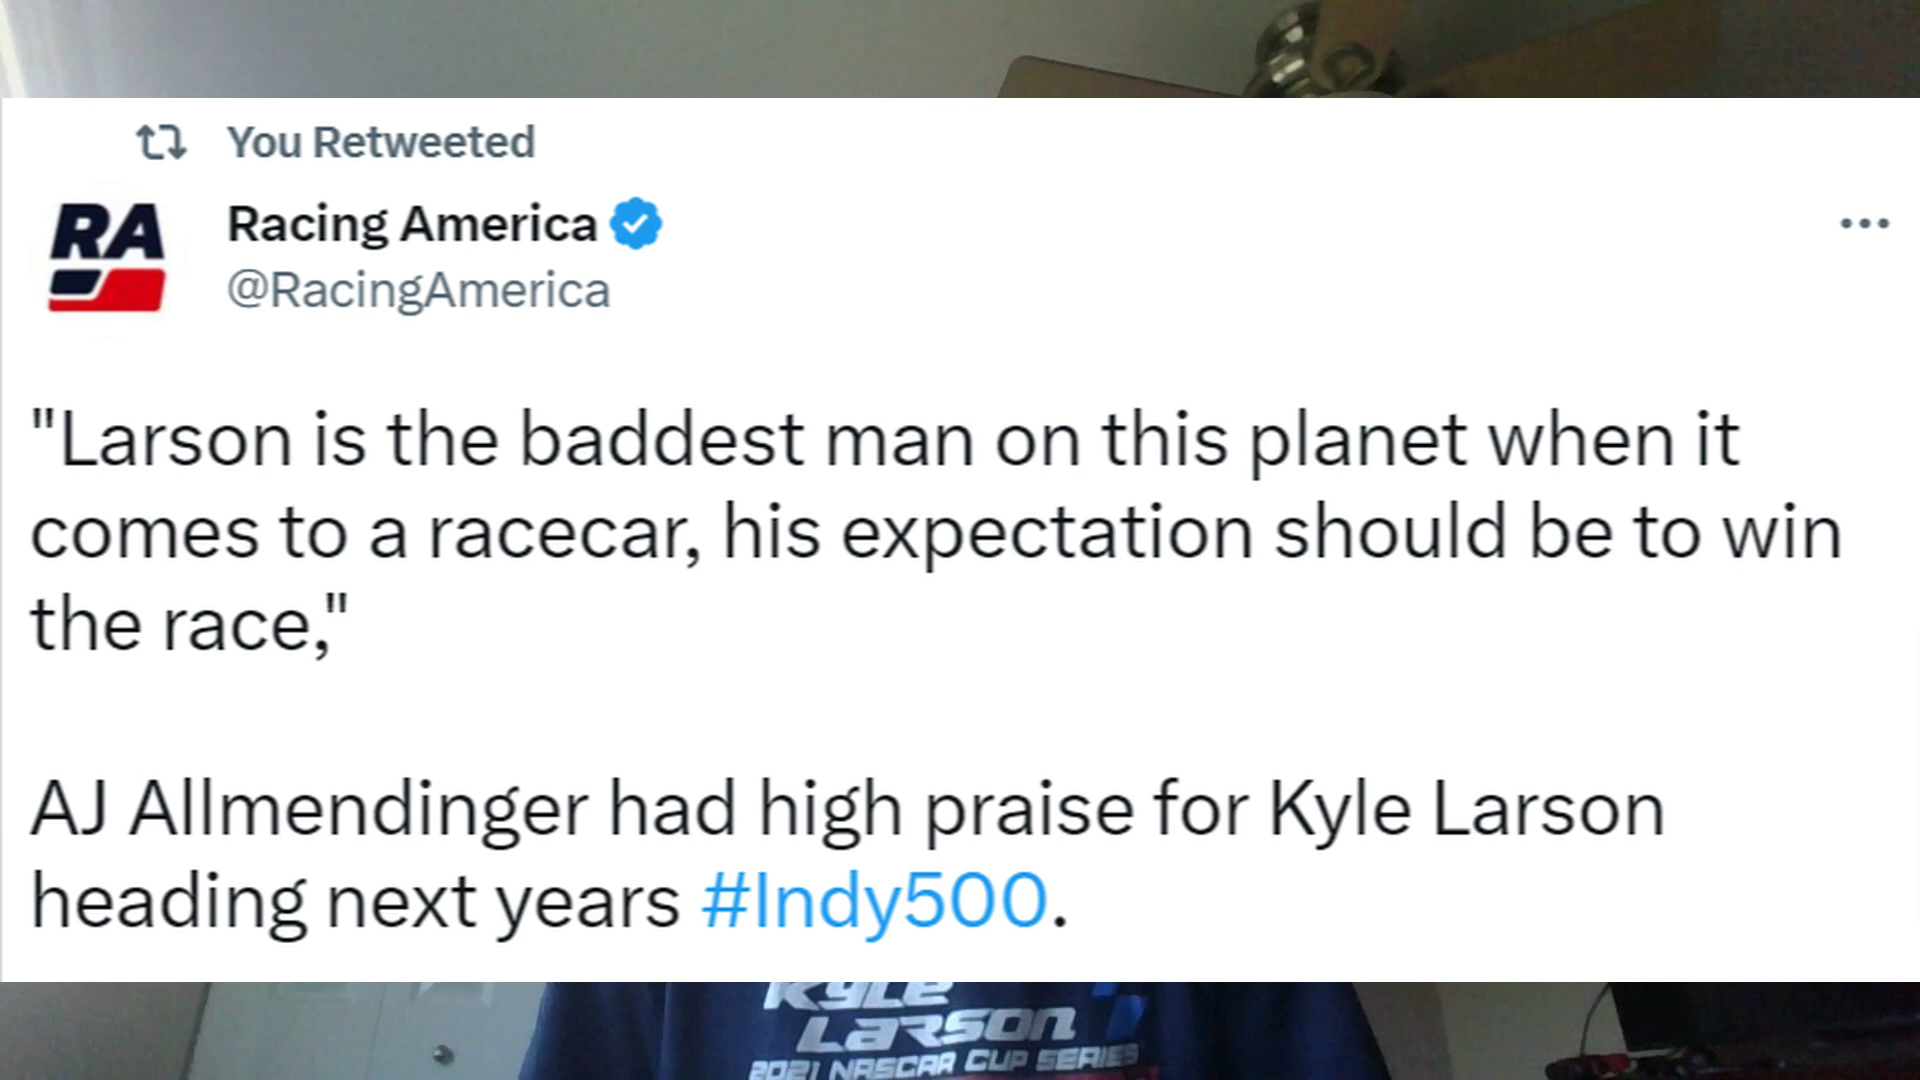 You Retweeted
RA
Racing America
@RacingAmerica
"Larson is the baddest man on this planet when it
comes to a racecar, his expectation should be to win
the race,"
AJ Allmendinger had high praise for Kyle Larson
heading next years #Indy500.
KYLE
LARSON
2021 NASCAR CUP SERIES